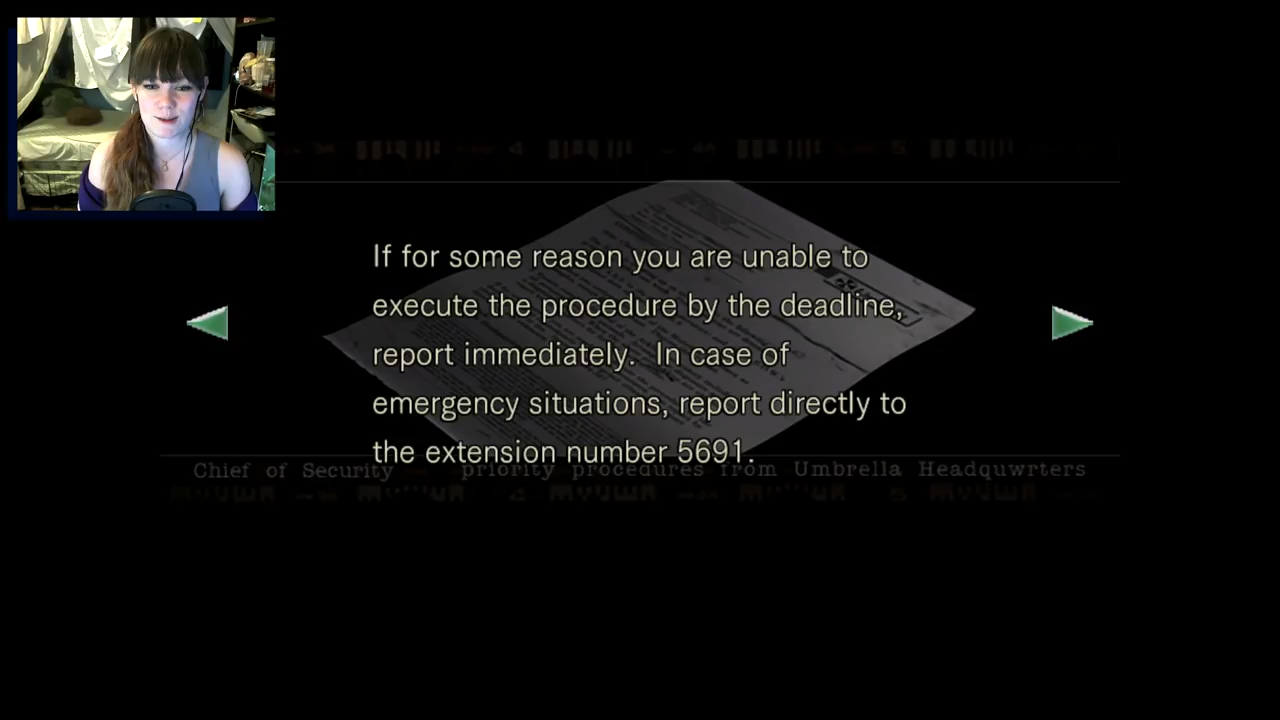 If for some reason you are unable to
execute the procedure by the deadline,
report immediately.  In case of
emergency situations, report directly to
the extension number 5691.
Chief of Security priority procedures from Umbrella Headquwrters